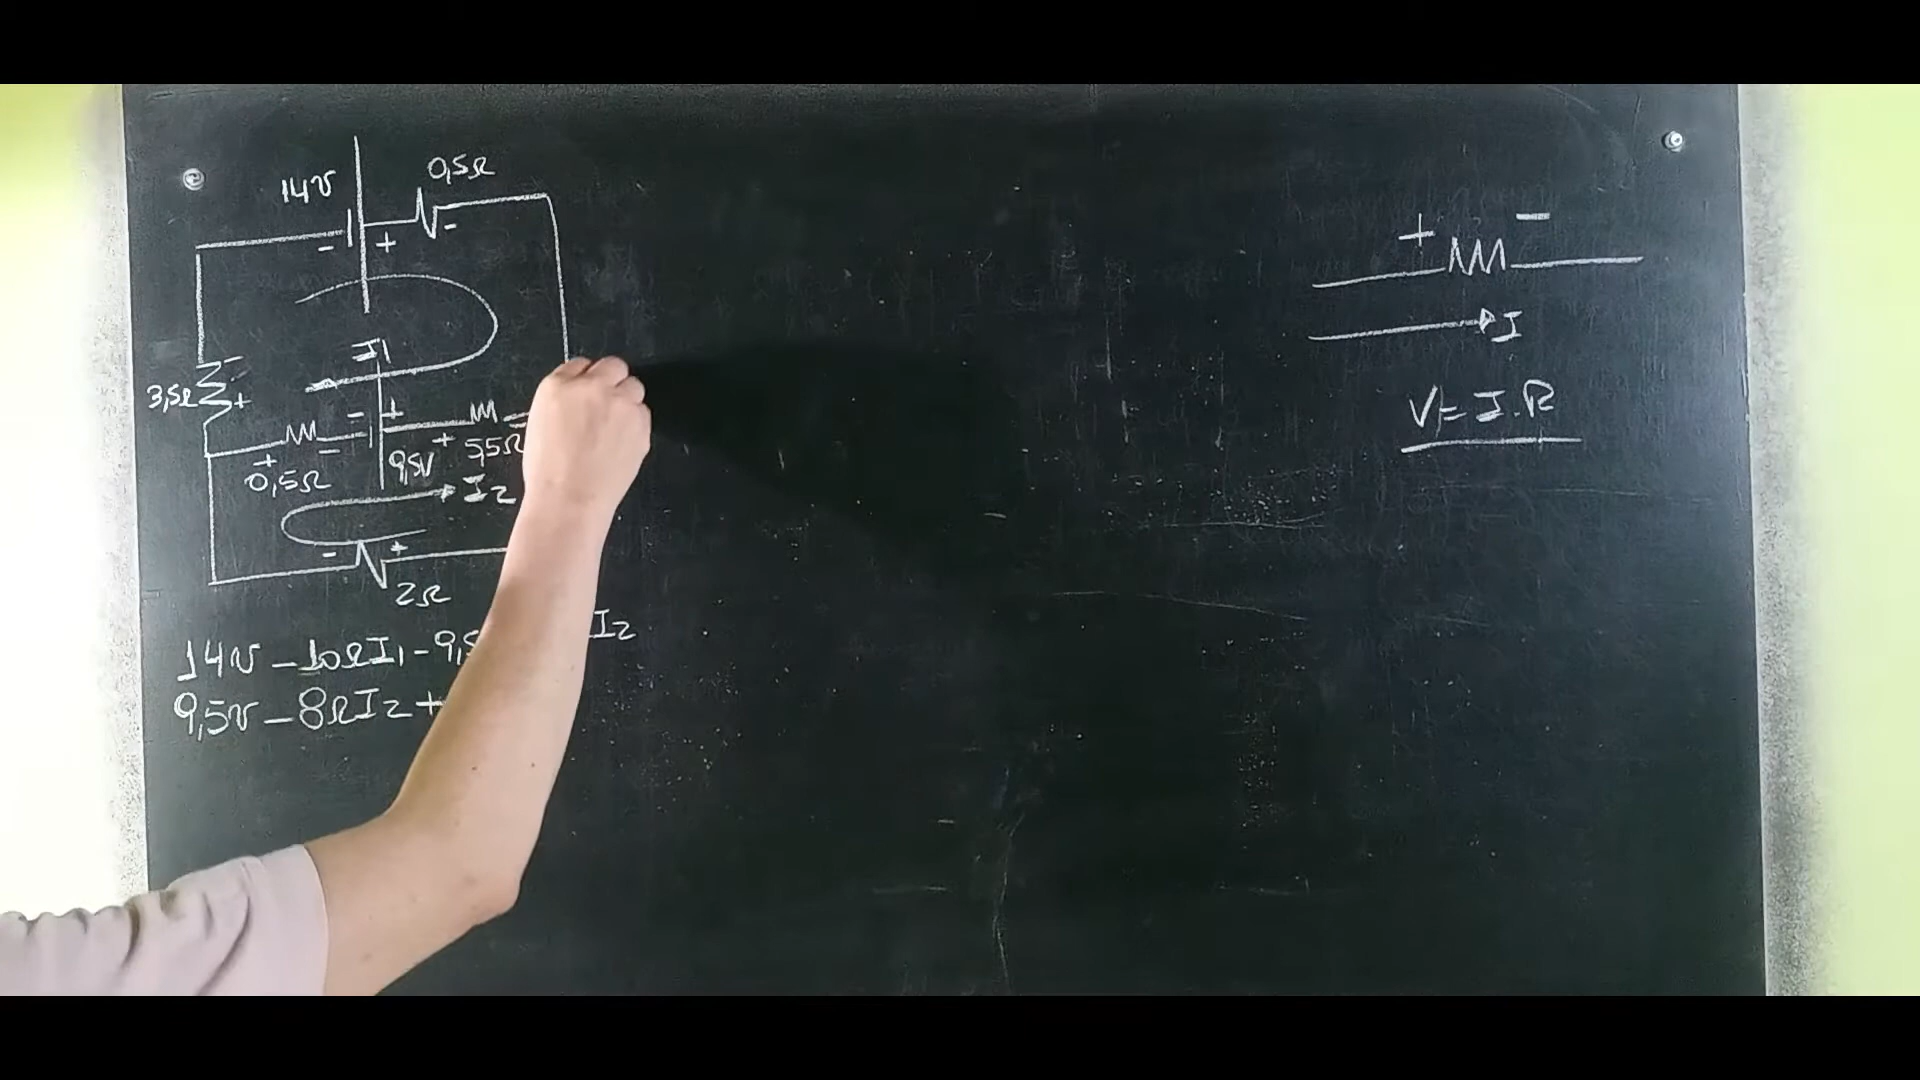 14v
0,5Ω
- + -
I1
3,5Ω
-
+
- +
+ 0,5Ω -
9,5V
+ 5,5Ω
I2
- +
2Ω
14v - 10ΩI1 - 9,5 I2
9,5v - 8ΩI2 +
+ -
I
V = I.R